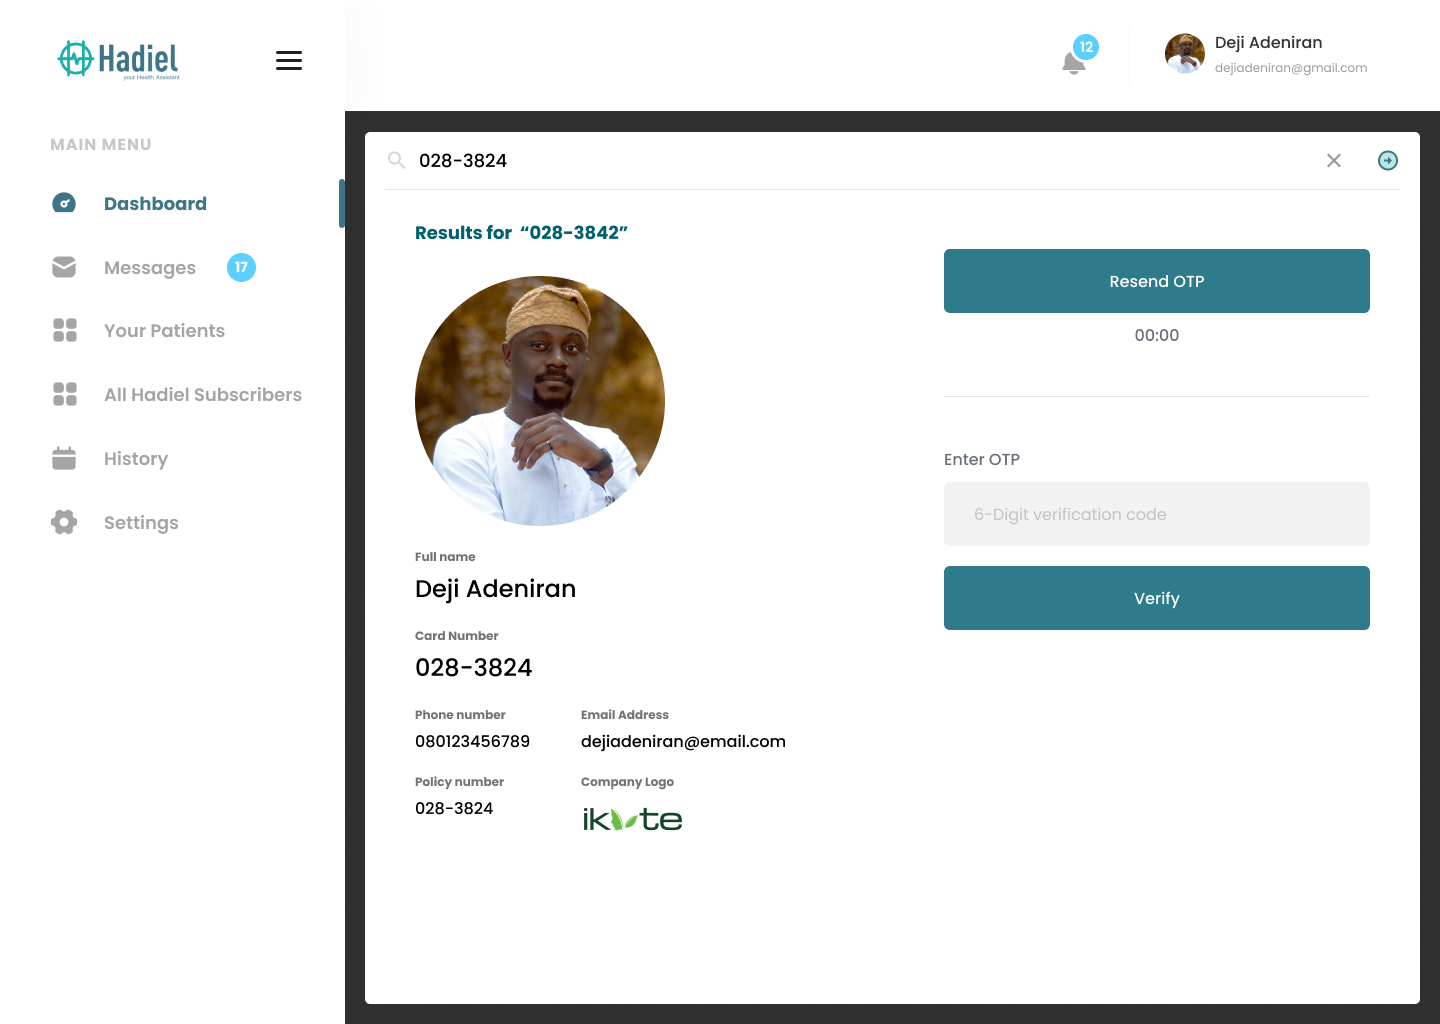 Hadiel
your Health Assistant
12
Deji Adeniran
dejiadeniran@gmail.com
MAIN MENU
Dashboard
Messages 17
Your Patients
All Hadiel Subscribers
History
Settings
028-3824
Results for “028-3842”
Full name
Deji Adeniran
Card Number
028-3824
Phone number
080123456789
Email Address
dejiadeniran@email.com
Policy number
028-3824
Company Logo
ikite
Resend OTP
00:00
Enter OTP
6-Digit verification code
Verify